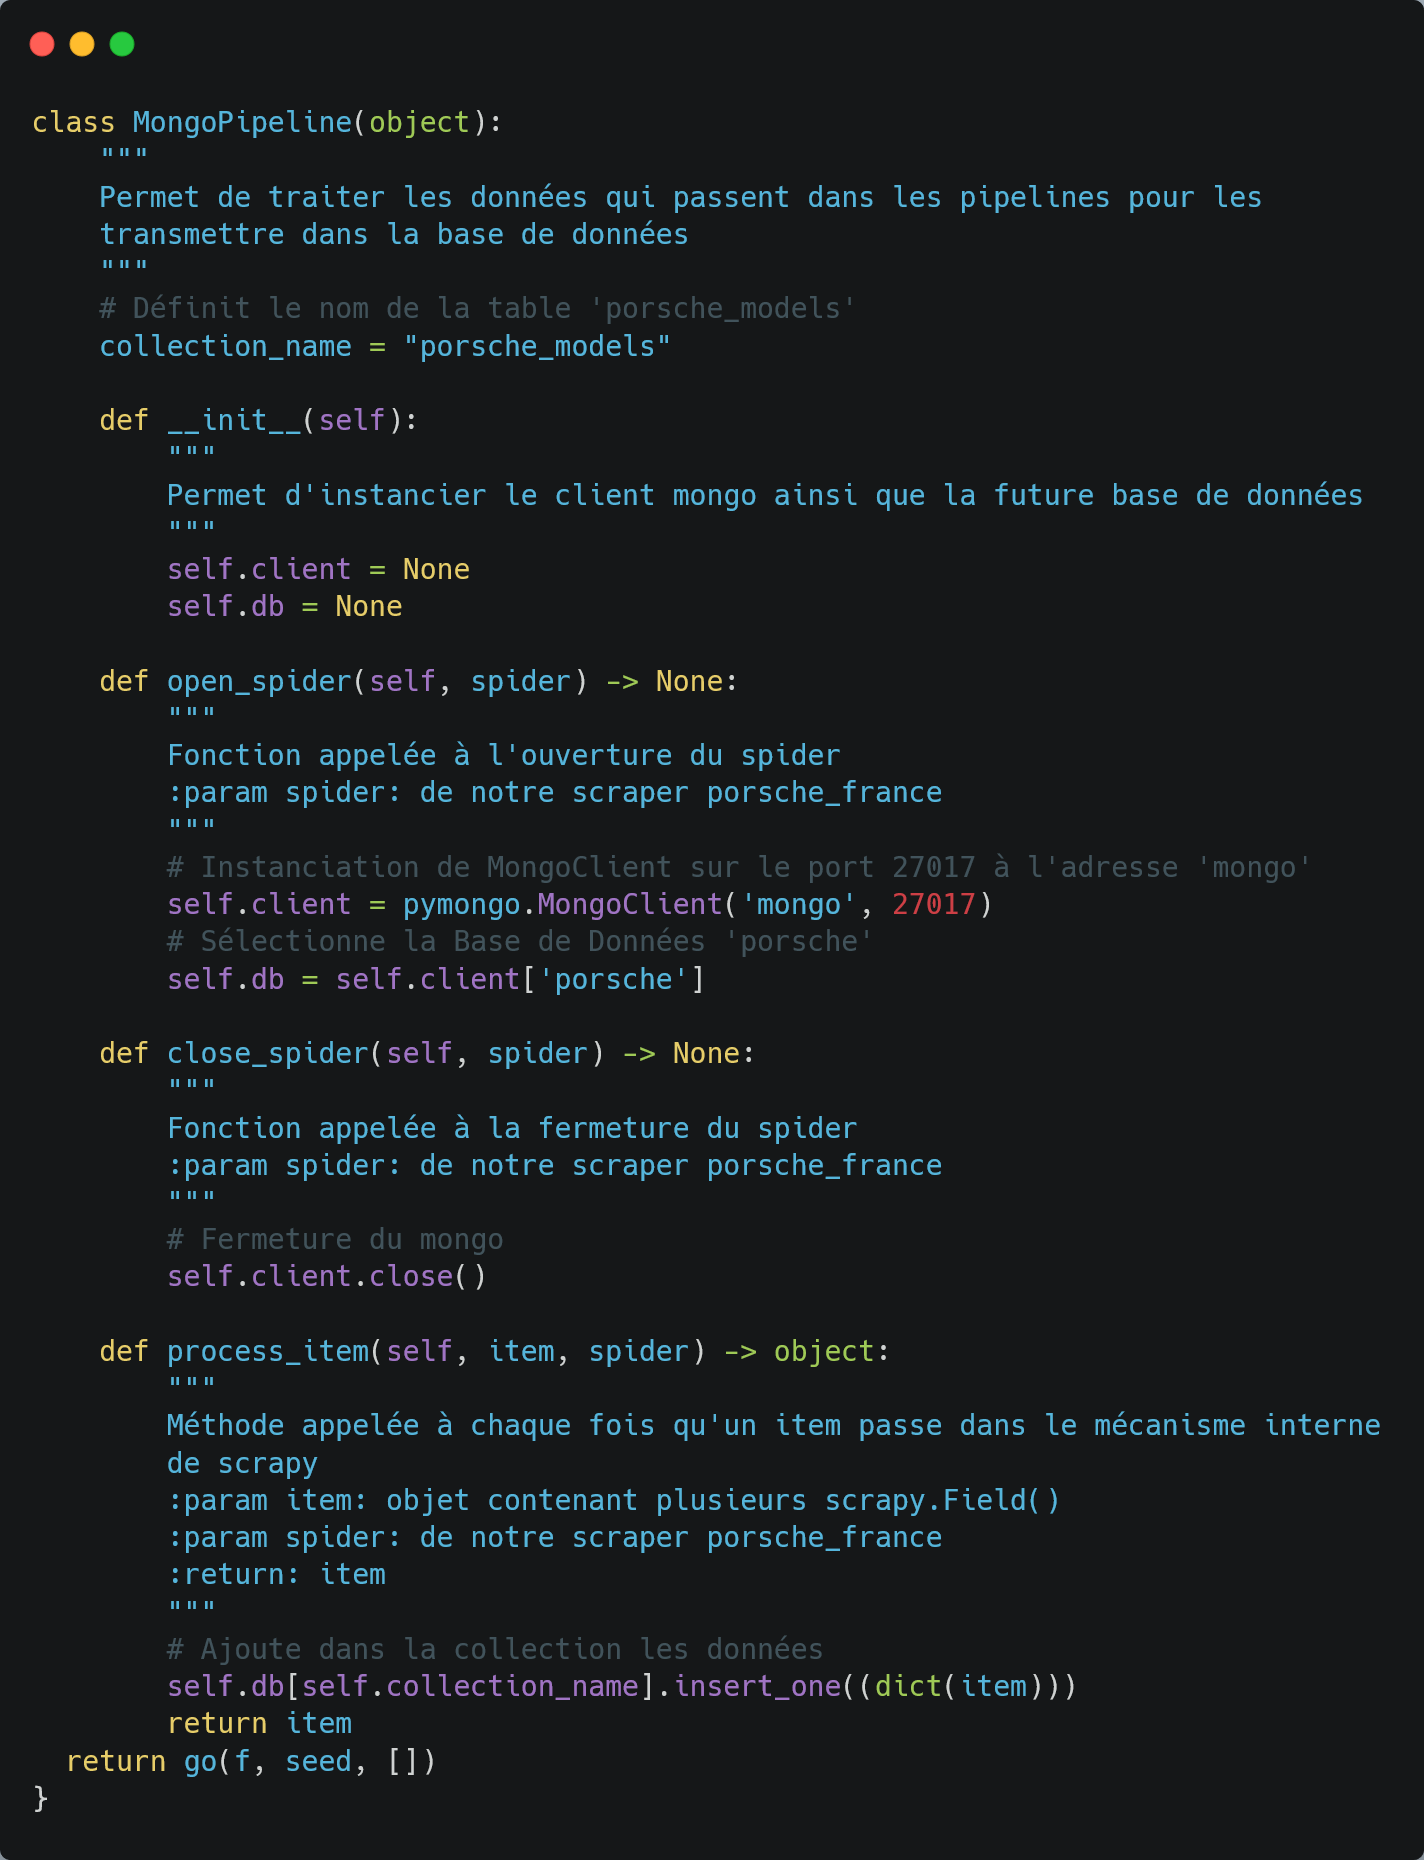 class MongoPipeline(object):
    """
    Permet de traiter les données qui passent dans les pipelines pour les
    transmettre dans la base de données
    """
    # Définit le nom de la table 'porsche_models'
    collection_name = "porsche_models"

    def __init__(self):
        """
        Permet d'instancier le client mongo ainsi que la future base de données
        """
        self.client = None
        self.db = None

    def open_spider(self, spider) -> None:
        """
        Fonction appelée à l'ouverture du spider
        :param spider: de notre scraper porsche_france
        """
        # Instanciation de MongoClient sur le port 27017 à l'adresse 'mongo'
        self.client = pymongo.MongoClient('mongo', 27017)
        # Sélectionne la Base de Données 'porsche'
        self.db = self.client['porsche']

    def close_spider(self, spider) -> None:
        """
        Fonction appelée à la fermeture du spider
        :param spider: de notre scraper porsche_france
        """
        # Fermeture du mongo
        self.client.close()

    def process_item(self, item, spider) -> object:
        """
        Méthode appelée à chaque fois qu'un item passe dans le mécanisme interne
        de scrapy
        :param item: objet contenant plusieurs scrapy.Field()
        :param spider: de notre scraper porsche_france
        :return: item
        """
        # Ajoute dans la collection les données
        self.db[self.collection_name].insert_one((dict(item)))
        return item
  return go(f, seed, [])
}